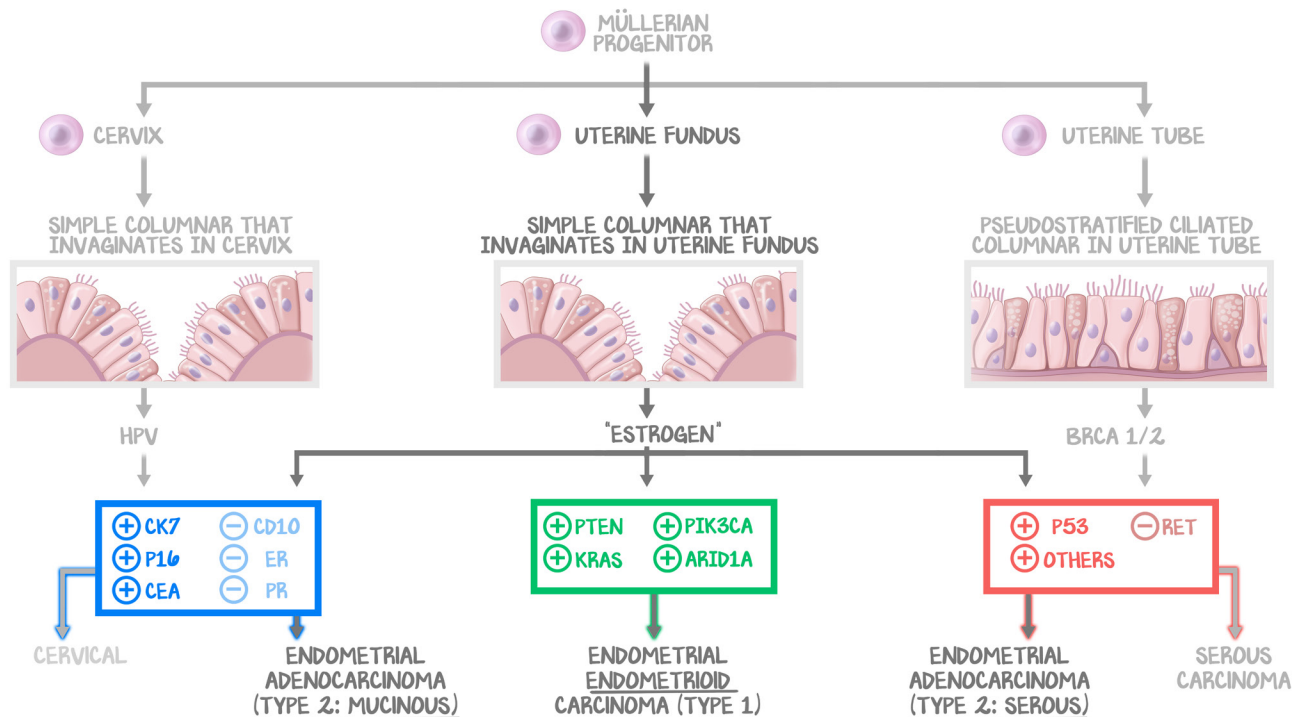 MÜLLERIAN
PROGENITOR
CERVIX
UTERINE FUNDUS
UTERINE TUBE
SIMPLE COLUMNAR THAT
INVAGINATES IN CERVIX
SIMPLE COLUMNAR THAT
INVAGINATES IN UTERINE FUNDUS
PSEUDOSTRATIFIED CILIATED
COLUMNAR IN UTERINE TUBE
HPV
"ESTROGEN"
BRCA 1/2
+ CK7 − CD10
+ P16 − ER
+ CEA − PR
+ PTEN + PIK3CA
+ KRAS + ARID1A
+ P53 − RET
+ OTHERS
CERVICAL
ENDOMETRIAL
ADENOCARCINOMA
(TYPE 2: MUCINOUS)
ENDOMETRIAL
ENDOMETRIOID
CARCINOMA (TYPE 1)
ENDOMETRIAL
ADENOCARCINOMA
(TYPE 2: SEROUS)
SEROUS
CARCINOMA